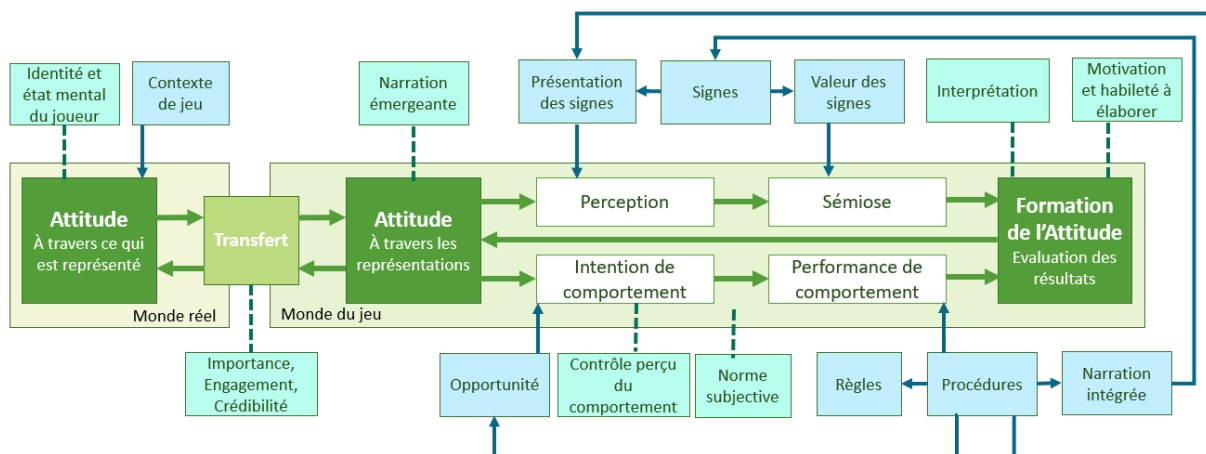 Identité et
état mental
du joueur
Contexte
de jeu
Narration
émergeante
Présentation
des signes
Signes
Valeur des
signes
Interprétation
Motivation
et habileté à
élaborer
Attitude
À travers ce qui
est représenté
Transfert
Attitude
À travers les
représentations
Perception
Sémiose
Formation
de l'Attitude
Evaluation des
résultats
Intention de
comportement
Performance de
comportement
Monde réel
Monde du jeu
Importance,
Engagement,
Crédibilité
Opportunité
Contrôle perçu
du
comportement
Norme
subjective
Règles
Procédures
Narration
intégrée